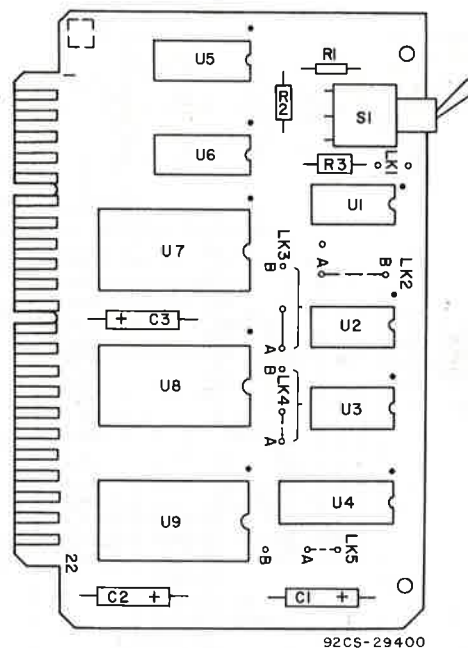 U5
R1
R2
S1
U6
R3
LK1
U1
U7
LK3
B
A
B
LK2
+ C3
U2
A
B
U8
LK4
U3
A
U9
U4
B
A
LK5
1
22
C2 +
C1 +
92CS-29400